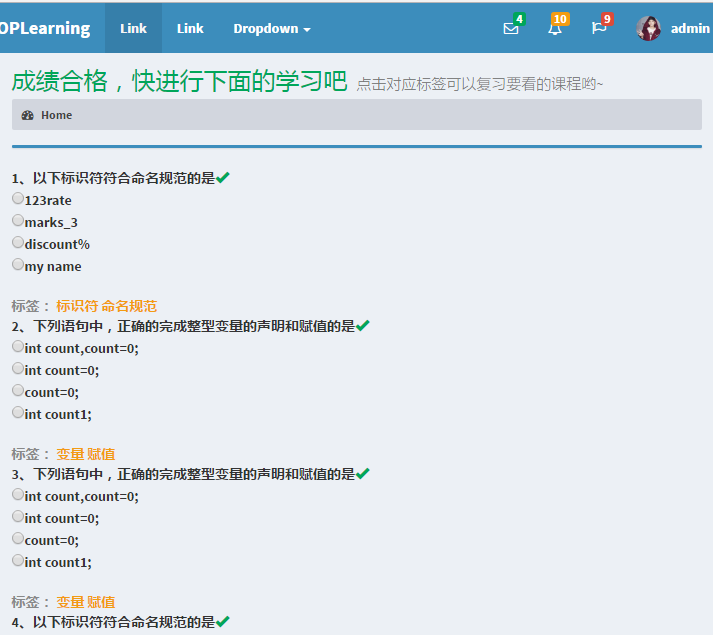 OPLearning Link Link Dropdown 4 10 9 admin
成绩合格，快进行下面的学习吧 点击对应标签可以复习要看的课程哟~
Home
1、以下标识符符合命名规范的是
123rate
marks_3
discount%
my name
标签： 标识符 命名规范
2、下列语句中，正确的完成整型变量的声明和赋值的是
int count,count=0;
int count=0;
count=0;
int count1;
标签： 变量 赋值
3、下列语句中，正确的完成整型变量的声明和赋值的是
int count,count=0;
int count=0;
count=0;
int count1;
标签： 变量 赋值
4、以下标识符符合命名规范的是